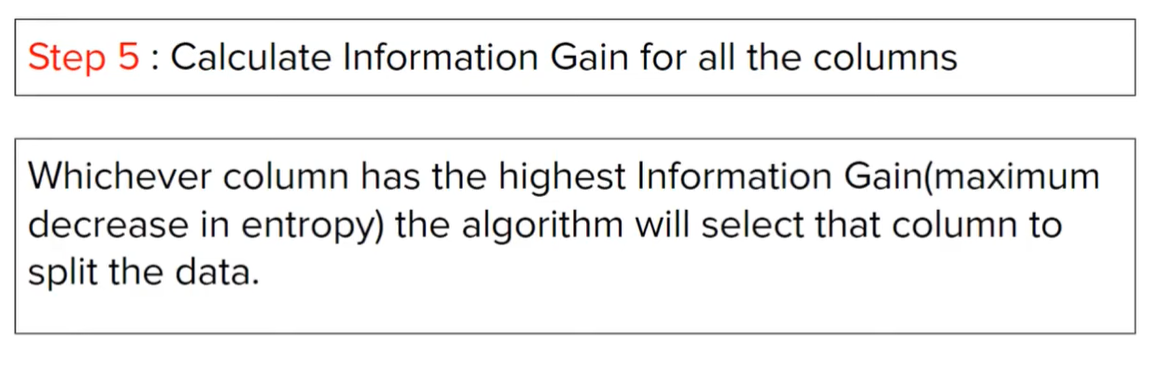 Step 5 : Calculate Information Gain for all the columns
Whichever column has the highest Information Gain(maximum
decrease in entropy) the algorithm will select that column to
split the data.